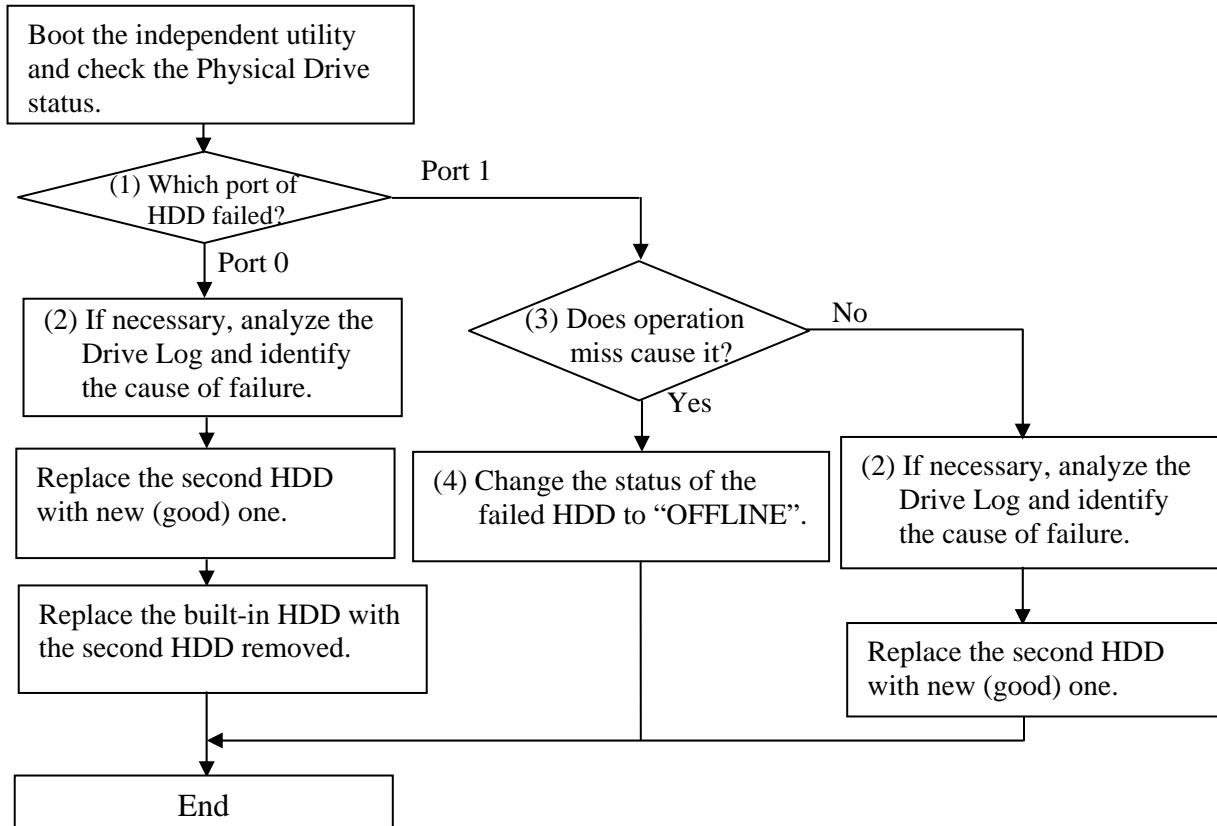 Boot the independent utility
and check the Physical Drive
status.
(1) Which port of
HDD failed?
Port 1
Port 0
(2) If necessary, analyze the
Drive Log and identify
the cause of failure.
(3) Does operation
miss cause it?
No
Yes
Replace the second HDD
with new (good) one.
(4) Change the status of the
failed HDD to “OFFLINE”.
(2) If necessary, analyze the
Drive Log and identify
the cause of failure.
Replace the built-in HDD with
the second HDD removed.
Replace the second HDD
with new (good) one.
End